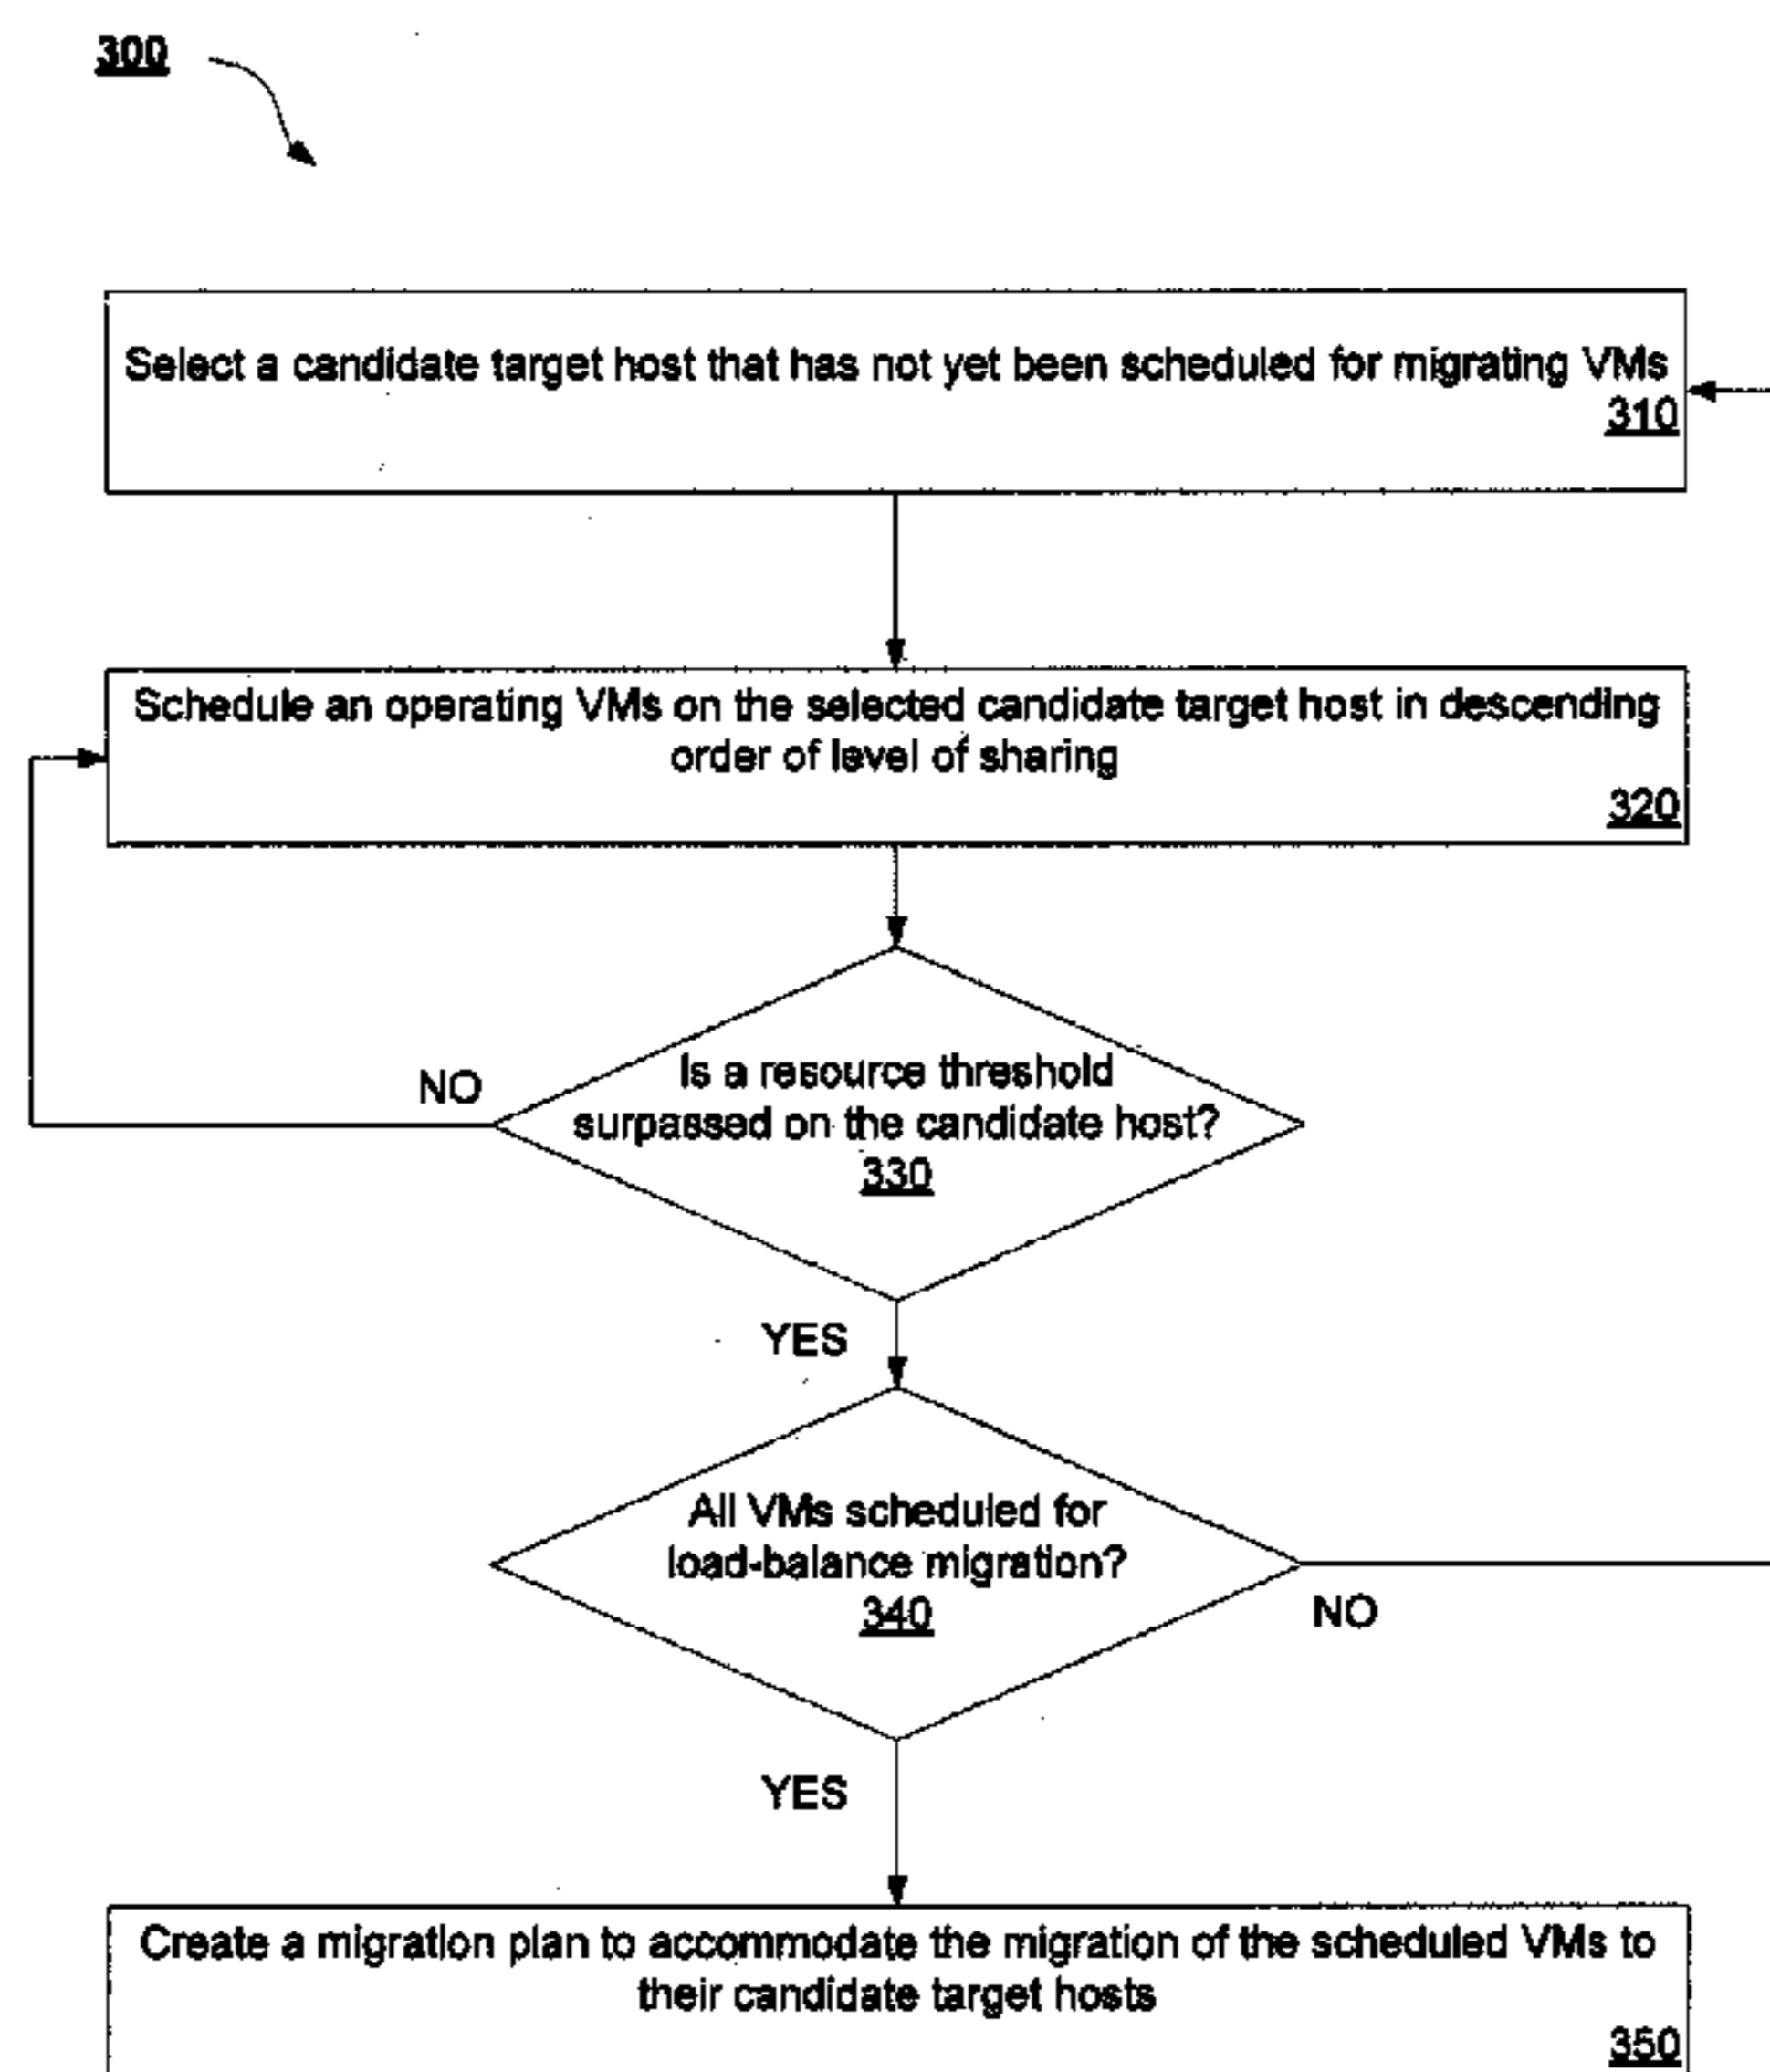 300
Select a candidate target host that has not yet been scheduled for migrating VMs
310
Schedule an operating VMs on the selected candidate target host in descending
order of level of sharing
320
Is a resource threshold
surpassed on the candidate host?
330
NO
YES
All VMs scheduled for
load-balance migration?
340
NO
YES
Create a migration plan to accommodate the migration of the scheduled VMs to
their candidate target hosts
350